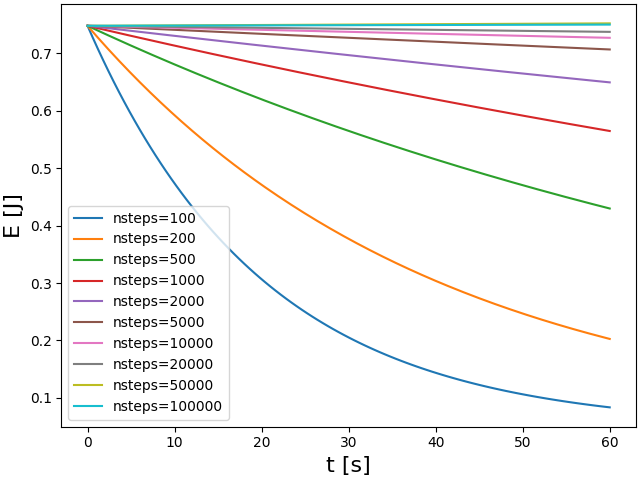 0.7
0.6
0.5
0.4
0.3
0.2
0.1
E [J]
nsteps=100
nsteps=200
nsteps=500
nsteps=1000
nsteps=2000
nsteps=5000
nsteps=10000
nsteps=20000
nsteps=50000
nsteps=100000
0 10 20 30 40 50 60
t [s]